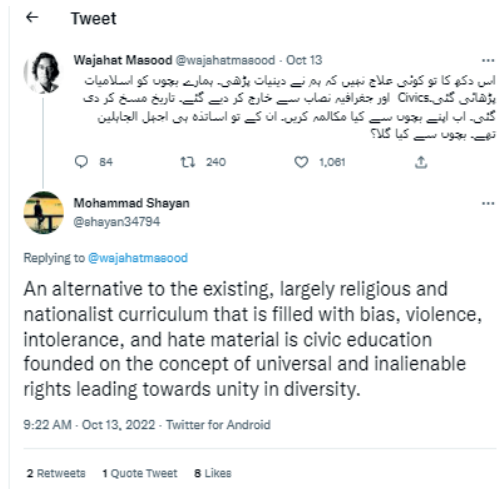 Tweet
Wajahat Masood @wajahatmasood · Oct 13
اس دکھ کا تو کوئی علاج نہیں کہ ہم نے دینیات پڑھی۔ ہمارے بچوں کو اسلامیات
پڑھائی گئی۔Civics اور جغرافیہ نصاب سے خارج کر دیے گئے۔ تاریخ مسخ کر دی
گئی۔ اب اپنے بچوں سے کیا مکالمہ کریں۔ ان کے تو اساتذہ ہی اجہل الجاہلین
تھے۔ بچوں سے کیا گلا؟
84 240 1,061
Mohammad Shayan
@shayan34794
Replying to @wajahatmasood
An alternative to the existing, largely religious and
nationalist curriculum that is filled with bias, violence,
intolerance, and hate material is civic education
founded on the concept of universal and inalienable
rights leading towards unity in diversity.
9:22 AM · Oct 13, 2022 · Twitter for Android
2 Retweets 1 Quote Tweet 8 Likes